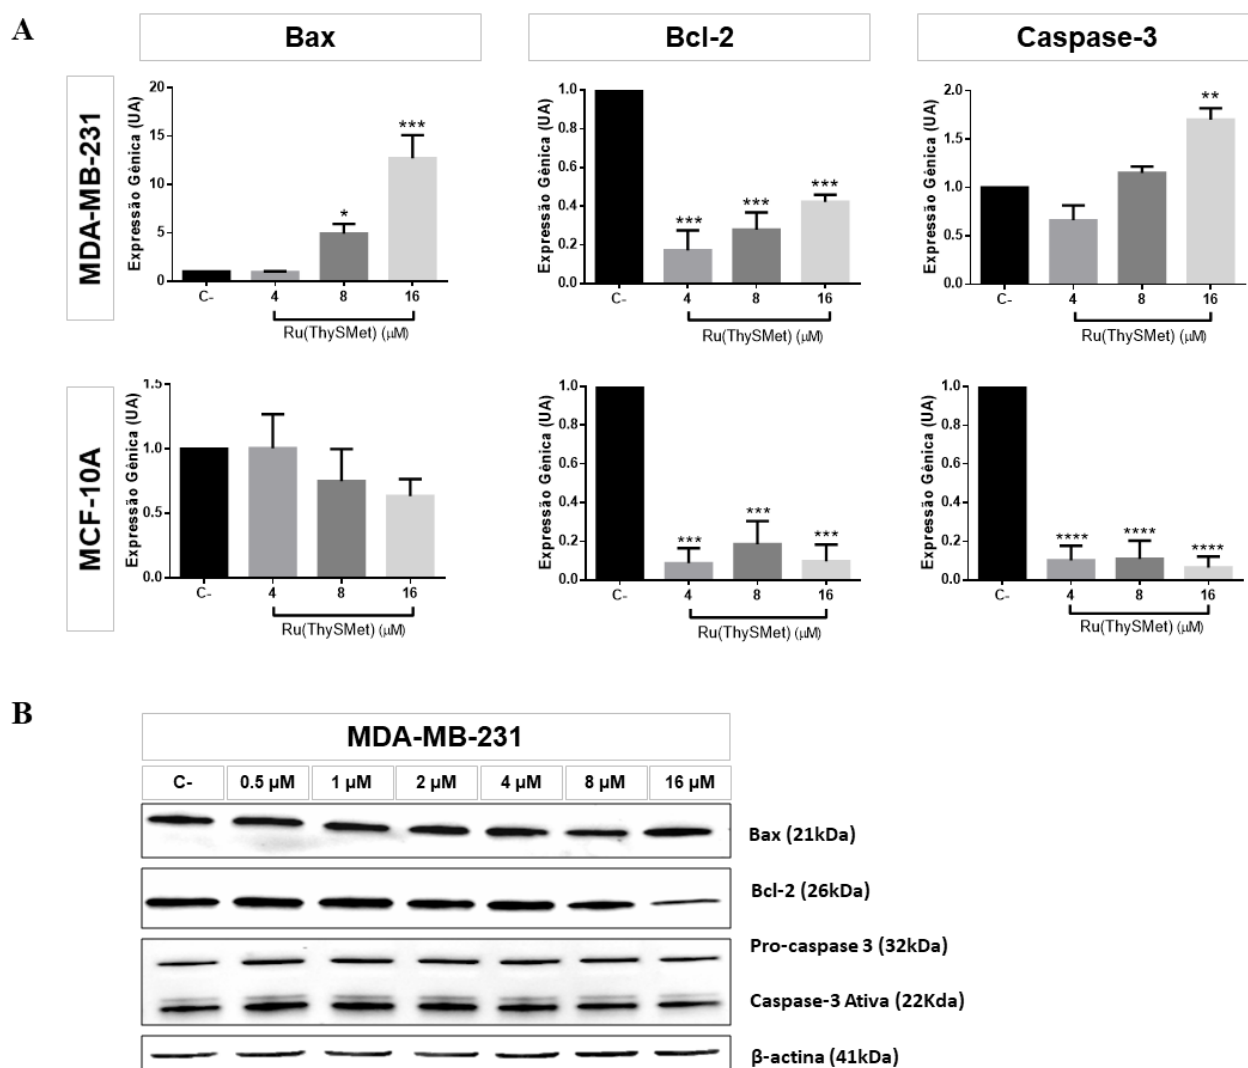 A
Bax
Bcl-2
Caspase-3
MDA-MB-231
Expressão Gênica (UA)
20
15
10
5
0
*
***
C-
4
8
16
Ru(ThySMet) (µM)
Expressão Gênica (UA)
1.0
0.8
0.6
0.4
0.2
0.0
***
***
***
C-
4
8
16
Ru(ThySMet) (µM)
Expressão Gênica (UA)
2.0
1.5
1.0
0.5
0.0
**
C-
4
8
16
Ru(ThySMet) (µM)
MCF-10A
Expressão Gênica (UA)
1.5
1.0
0.5
0.0
C-
4
8
16
Ru(ThySMet) (µM)
Expressão Gênica (UA)
1.0
0.8
0.6
0.4
0.2
0.0
***
***
***
C-
4
8
16
Ru(ThySMet) (µM)
Expressão Gênica (UA)
1.0
0.8
0.6
0.4
0.2
0.0
****
****
****
C-
4
8
16
Ru(ThySMet) (µM)
B
MDA-MB-231
C- 0.5 µM 1 µM 2 µM 4 µM 8 µM 16 µM
Bax (21kDa)
Bcl-2 (26kDa)
Pro-caspase 3 (32kDa)
Caspase-3 Ativa (22Kda)
β-actina (41kDa)